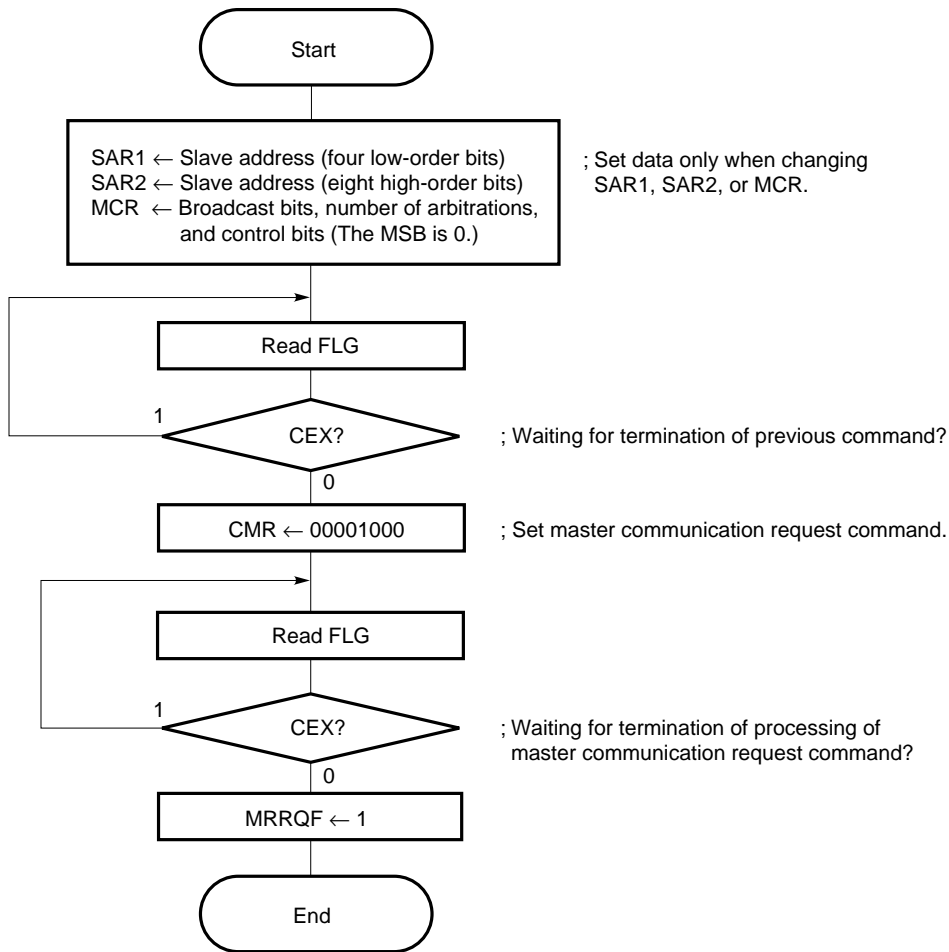 Start
SAR1 ← Slave address (four low-order bits)
SAR2 ← Slave address (eight high-order bits)
MCR ← Broadcast bits, number of arbitrations,
and control bits (The MSB is 0.)
; Set data only when changing
SAR1, SAR2, or MCR.
Read FLG
1
CEX?
; Waiting for termination of previous command?
0
CMR ← 00001000
; Set master communication request command.
Read FLG
1
CEX?
; Waiting for termination of processing of
master communication request command?
0
MRRQF ← 1
End